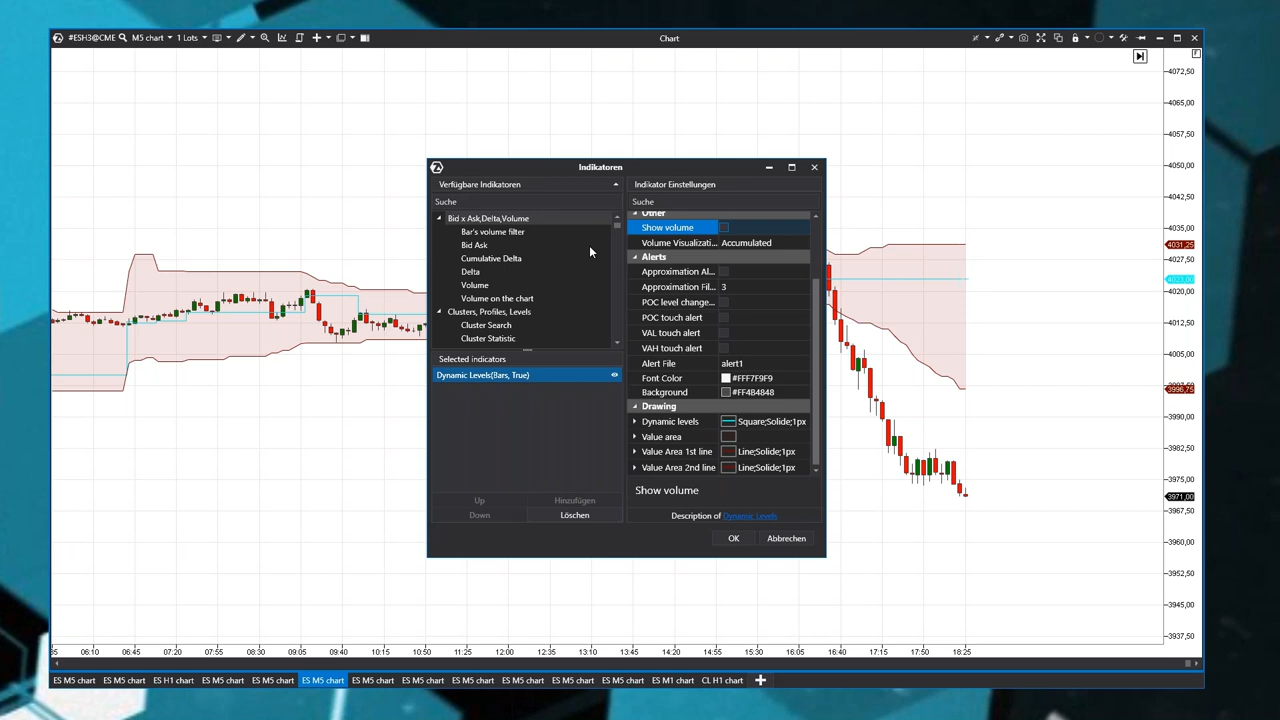 #ESH3@CME M5 chart 1 Lots Chart
4072,50
4065,00
4057,50
4050,00
4042,50
4035,00
4031,25
4027,50
4020,00
4012,50
4005,00
3996,75
3990,00
3982,50
3975,00
3971,00
3967,50
3960,00
3952,50
3945,00
3937,50
Indikatoren
Verfügbare Indikatoren
Suche
Bid x Ask,Delta,Volume
Bar's volume filter
Bid Ask
Cumulative Delta
Delta
Volume
Volume on the chart
Clusters, Profiles, Levels
Cluster Search
Cluster Statistic
Selected indicators
Dynamic Levels(Bars, True)
Up Hinzufügen
Down Löschen
Indikator Einstellungen
Suche
Other
Show volume
Volume Visualizati... Accumulated
Alerts
Approximation Al...
Approximation Fil... 3
POC level change...
POC touch alert
VAL touch alert
VAH touch alert
Alert File alert1
Font Color #FFF7F9F9
Background #FF4B4848
Drawing
Dynamic levels Square;Solide;1px
Value area
Value Area 1st line Line;Solide;1px
Value Area 2nd line Line;Solide;1px
Show volume
Description of Dynamic Levels
OK Abbrechen
06:10 06:45 07:20 07:55 08:30 09:05 09:40 10:15 10:50 11:25 12:00 12:35 13:10 13:45 14:20 14:55 15:30 16:05 16:40 17:15 17:50 18:25
ES M5 chart ES M5 chart ES H1 chart ES M5 chart ES M5 chart ES M5 chart ES M5 chart ES M5 chart ES M5 chart ES M5 chart ES M5 chart ES M5 chart ES M1 chart CL H1 chart